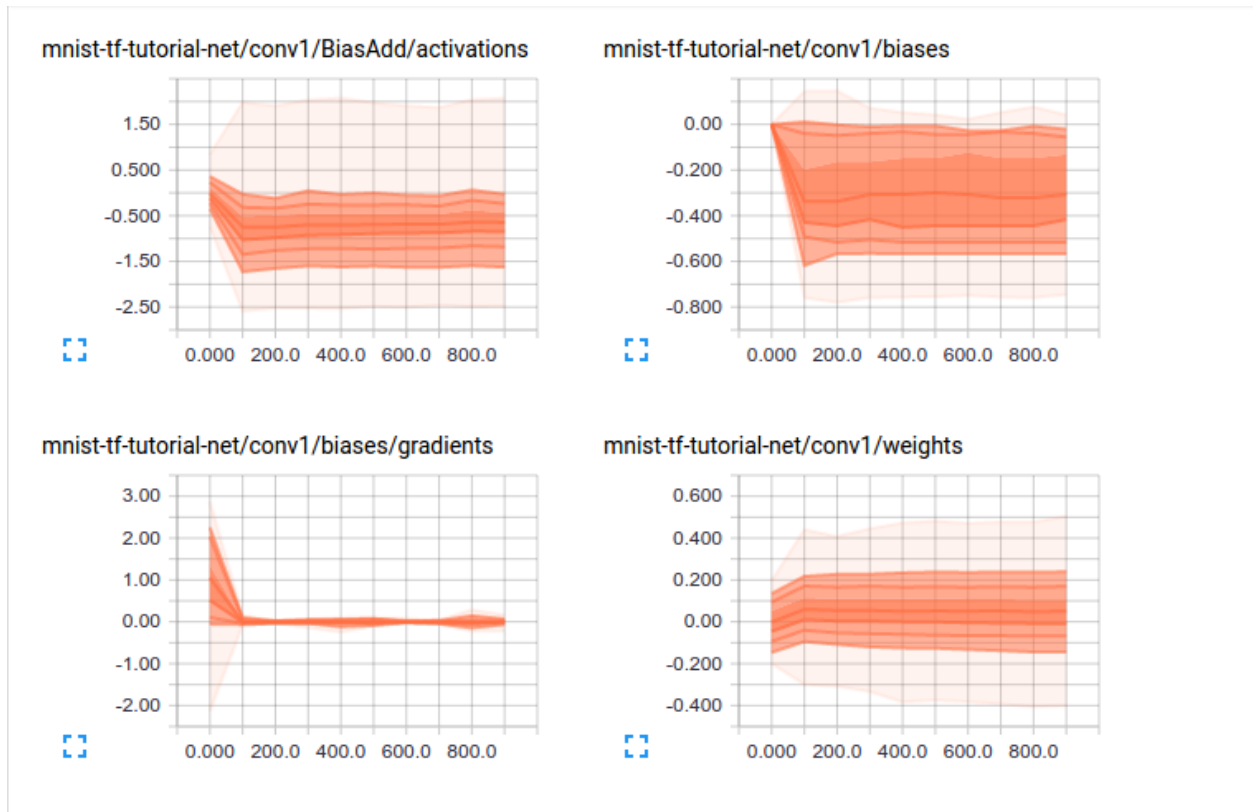 mnist-tf-tutorial-net/conv1/BiasAdd/activations
1.50
0.500
-0.500
-1.50
-2.50
0.000 200.0 400.0 600.0 800.0
mnist-tf-tutorial-net/conv1/biases
0.00
-0.200
-0.400
-0.600
-0.800
0.000 200.0 400.0 600.0 800.0
mnist-tf-tutorial-net/conv1/biases/gradients
3.00
2.00
1.00
0.00
-1.00
-2.00
0.000 200.0 400.0 600.0 800.0
mnist-tf-tutorial-net/conv1/weights
0.600
0.400
0.200
0.00
-0.200
-0.400
0.000 200.0 400.0 600.0 800.0